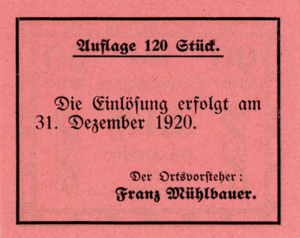 Auflage 120 Stück.
Die Einlösung erfolgt am
31. Dezember 1920.
Der Ortsvorsteher:
Franz Mühlbauer.